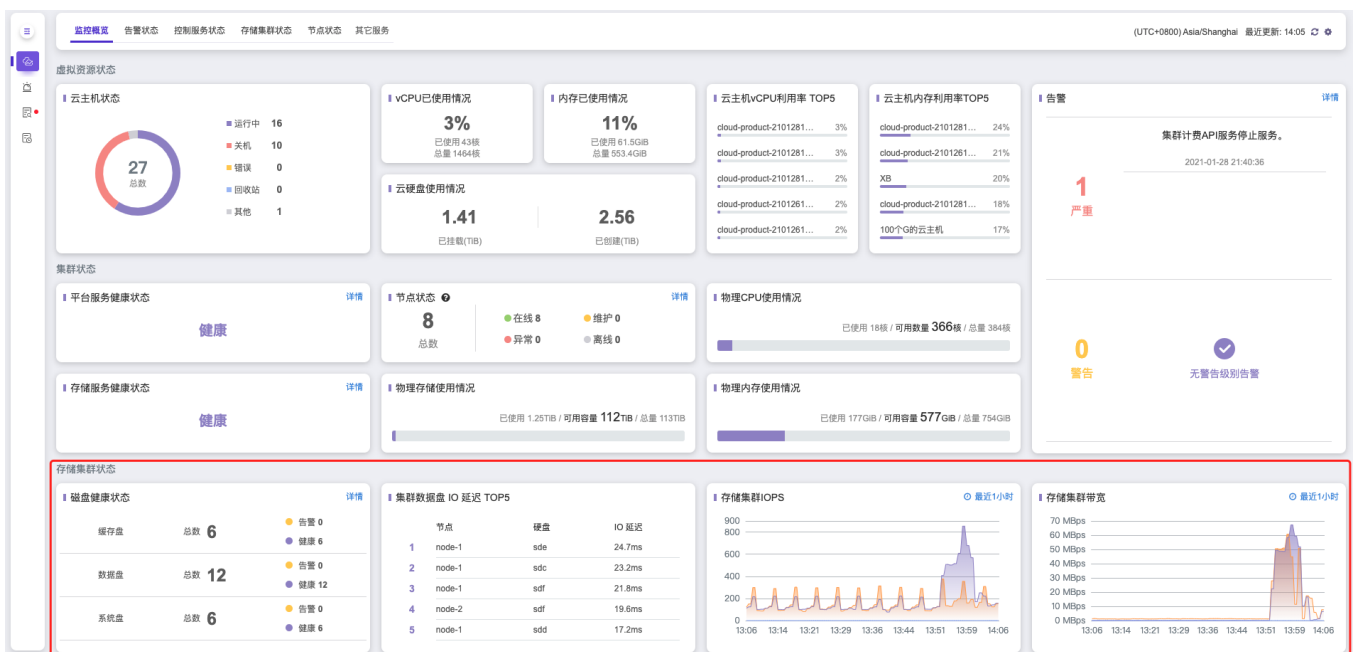 监控概览 告警状态 控制服务状态 存储集群状态 节点状态 其它服务
(UTC+0800) Asia/Shanghai 最近更新: 14:05
虚拟资源状态
云主机状态
27
总数
运行中 16
关机 10
错误 0
回收站 0
其他 1
vCPU已使用情况
3%
已使用 43核
总量 1464核
内存已使用情况
11%
已使用 61.5GiB
总量 553.4GiB
云硬盘使用情况
1.41
已挂载(TiB)
2.56
已创建(TiB)
云主机vCPU利用率 TOP5
cloud-product-2101281... 3%
cloud-product-2101281... 3%
cloud-product-2101281... 2%
cloud-product-2101261... 2%
cloud-product-2101261... 2%
云主机内存利用率TOP5
cloud-product-2101281... 24%
cloud-product-2101261... 21%
XB 20%
cloud-product-2101281... 18%
100个G的云主机 17%
告警 详情
1
严重
集群计费API服务停止服务。
2021-01-28 21:40:36
0
警告
无警告级别告警
集群状态
平台服务健康状态 详情
健康
节点状态 详情
8
总数
在线 8
维护 0
异常 0
离线 0
物理CPU使用情况
已使用 18核 / 可用数量 366核 / 总量 384核
存储服务健康状态 详情
健康
物理存储使用情况
已使用 1.25TiB / 可用容量 112TiB / 总量 113TiB
物理内存使用情况
已使用 177GiB / 可用容量 577GiB / 总量 754GiB
存储集群状态
磁盘健康状态 详情
缓存盘 总数 6
告警 0
健康 6
数据盘 总数 12
告警 0
健康 12
系统盘 总数 6
告警 0
健康 6
集群数据盘 IO 延迟 TOP5
节点 硬盘 IO 延迟
1 node-1 sde 24.7ms
2 node-1 sdc 23.2ms
3 node-1 sdf 21.8ms
4 node-2 sdf 19.6ms
5 node-1 sdd 17.2ms
存储集群IOPS 最近1小时
900
800
600
400
200
0
13:06 13:14 13:21 13:29 13:36 13:44 13:51 13:59 14:06
存储集群带宽 最近1小时
70 MBps
60 MBps
50 MBps
40 MBps
30 MBps
20 MBps
10 MBps
0 MBps
13:06 13:14 13:21 13:29 13:36 13:44 13:51 13:59 14:06